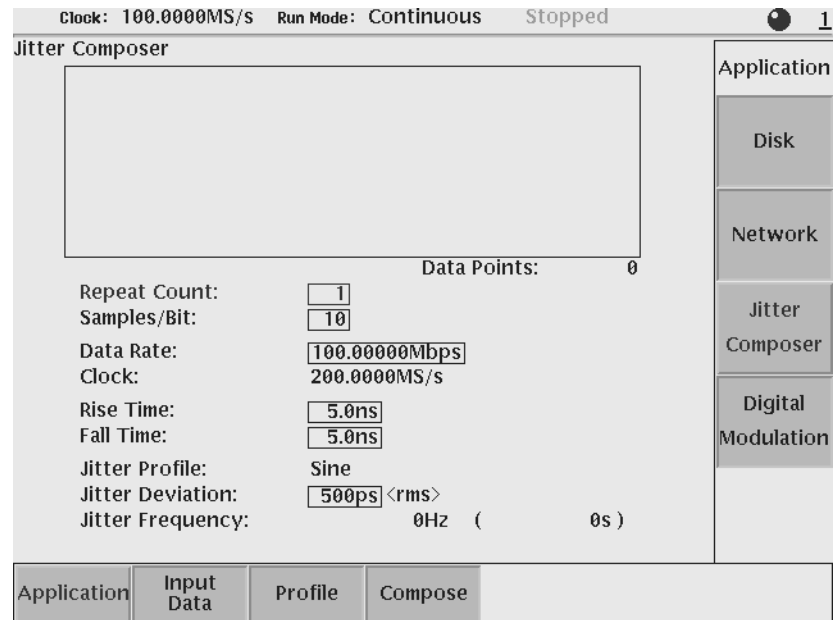 Clock: 100.0000MS/s Run Mode: Continuous Stopped 1
Jitter Composer
Data Points: 0
Repeat Count: 1
Samples/Bit: 10
Data Rate: 100.00000Mbps
Clock: 200.0000MS/s
Rise Time: 5.0ns
Fall Time: 5.0ns
Jitter Profile: Sine
Jitter Deviation: 500ps <rms>
Jitter Frequency: 0Hz ( 0s )
Application
Disk
Network
Jitter
Composer
Digital
Modulation
Application
Input
Data
Profile
Compose